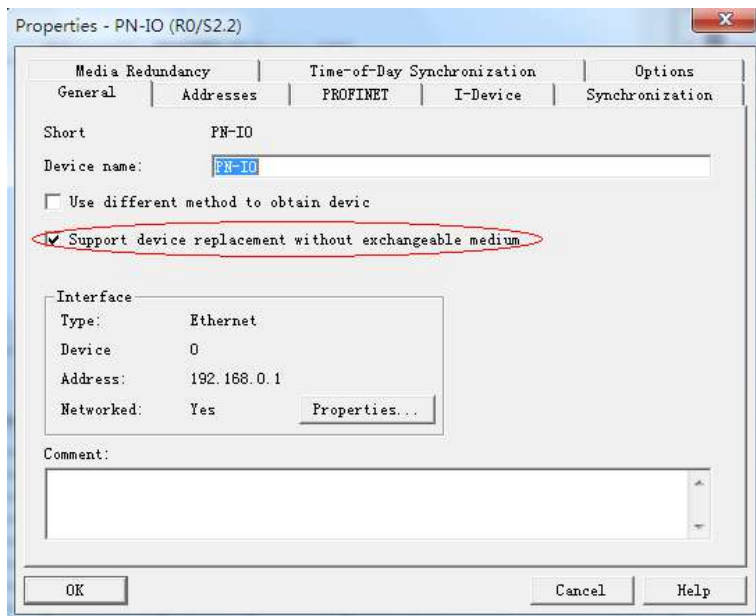 Properties - PN-IO (R0/S2.2)
Media Redundancy Time-of-Day Synchronization Options
General Addresses PROFINET I-Device Synchronization
Short PN-IO
Device name: PN-IO
Use different method to obtain devic
Support device replacement without exchangeable medium
Interface
Type: Ethernet
Device 0
Address: 192.168.0.1
Networked: Yes Properties...
Comment:
OK Cancel Help